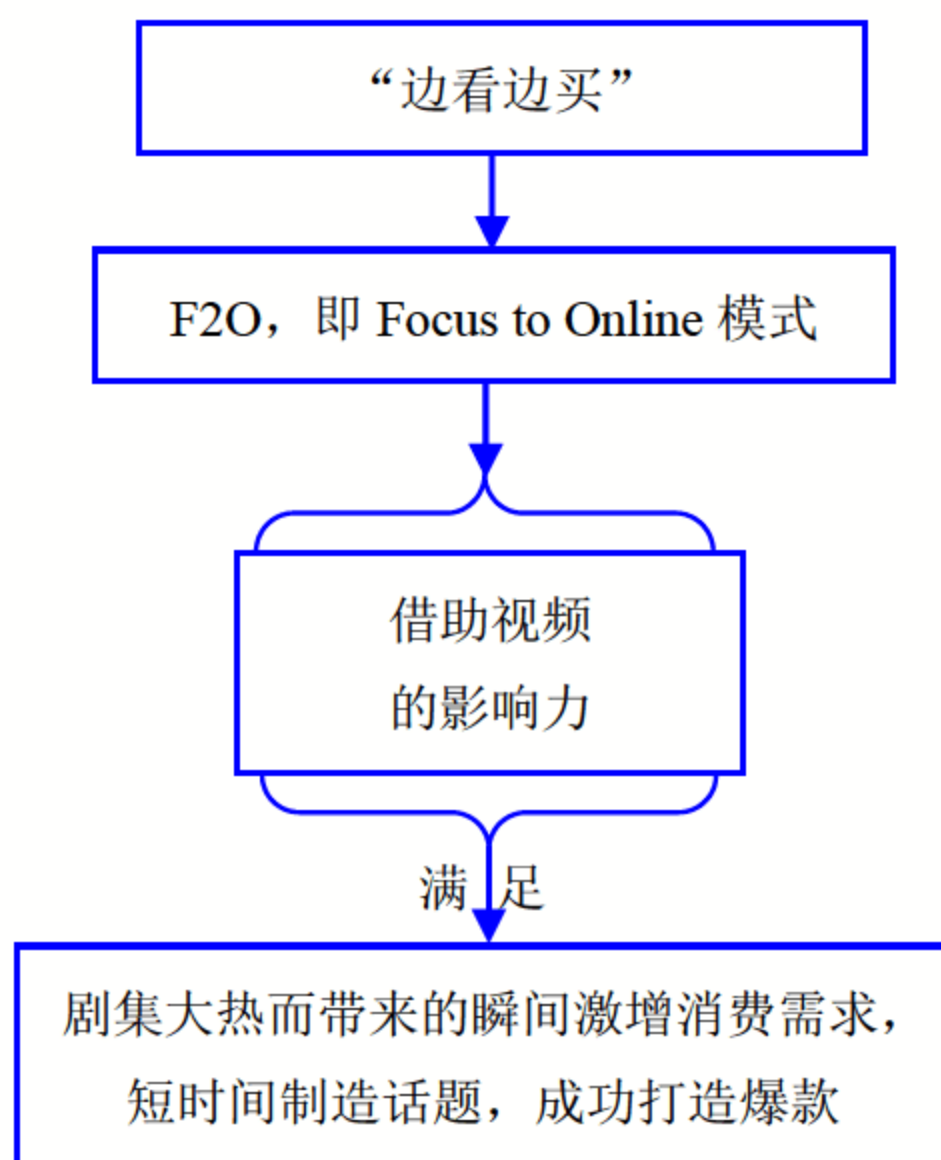 “边看边买”
F2O，即 Focus to Online 模式
借助视频
的影响力
满 足
剧集大热而带来的瞬间激增消费需求，
短时间制造话题，成功打造爆款